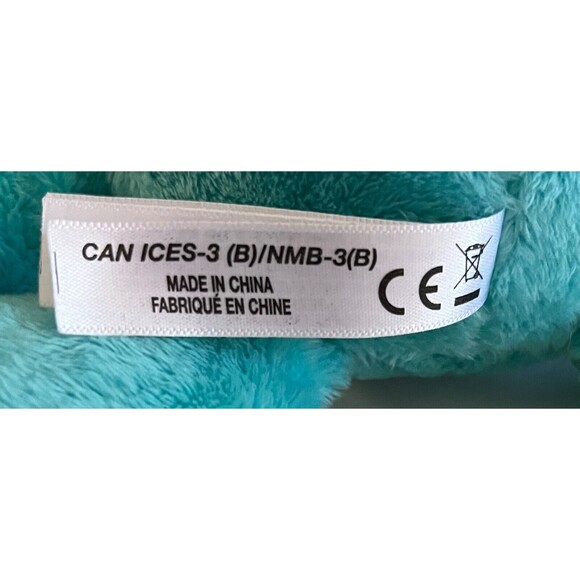 CAN ICES-3 (B)/NMB-3(B)
MADE IN CHINA
FABRIQUÉ EN CHINE
CE